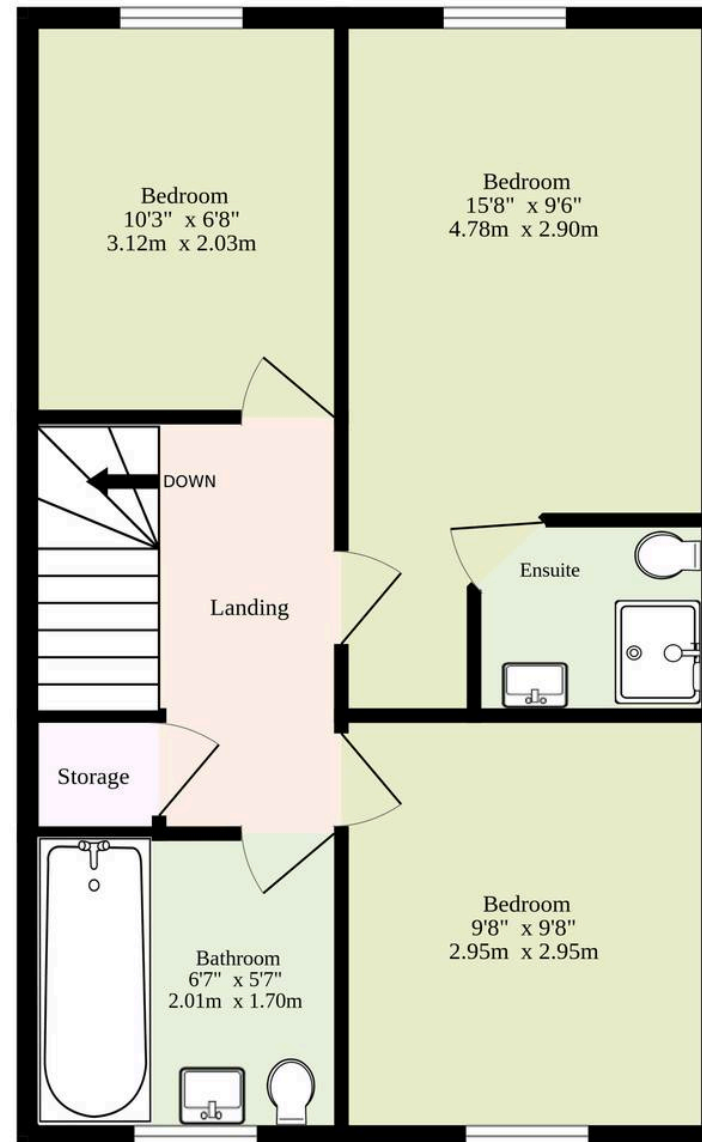 Bedroom
10'3" x 6'8"
3.12m x 2.03m
Bedroom
15'8" x 9'6"
4.78m x 2.90m
DOWN
Ensuite
Landing
Storage
Bedroom
9'8" x 9'8"
2.95m x 2.95m
Bathroom
6'7" x 5'7"
2.01m x 1.70m